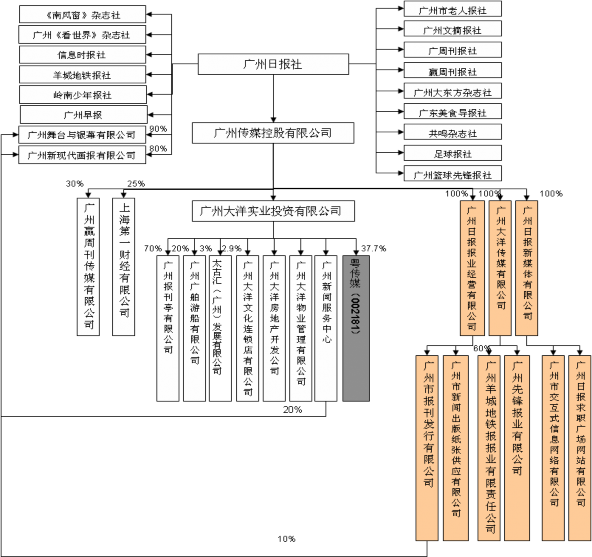 《南风窗》杂志社
广州《看世界》杂志社
信息时报社
羊城地铁报社
岭南少年报社
广州早报
广州舞台与银幕有限公司
90%
广州新现代画报有限公司
80%
广州日报社
广州传媒控股有限公司
广州市老人报社
广州文摘报社
广周刊报社
赢周刊报社
广州大东方杂志社
广东美食导报社
共鸣杂志社
足球报社
广州篮球先锋报社
30%
25%
100%
100%
100%
广州赢周刊传媒有限公司
上海第一财经有限公司
广州大洋实业投资有限公司
广州日报报业经营有限公司
广州大洋传媒有限公司
广州日报新媒体有限公司
70%
20%
3%
2.9%
37.7%
广州报刊亭有限公司
广州广船游船有限公司
太古汇(广州)发展有限公司
广州大洋文化连锁店有限公司
广州大洋房地产开发公司
广州大洋物业管理有限公司
广州新闻服务中心
粤传媒(002181)
60%
广州市报刊发行有限公司
广州市新闻出版纸张供应有限公司
广州羊城地铁报报业有限责任公司
广州先锋报业有限公司
广州市交互式信息网络有限公司
广州日报求职广场网站有限公司
20%
10%